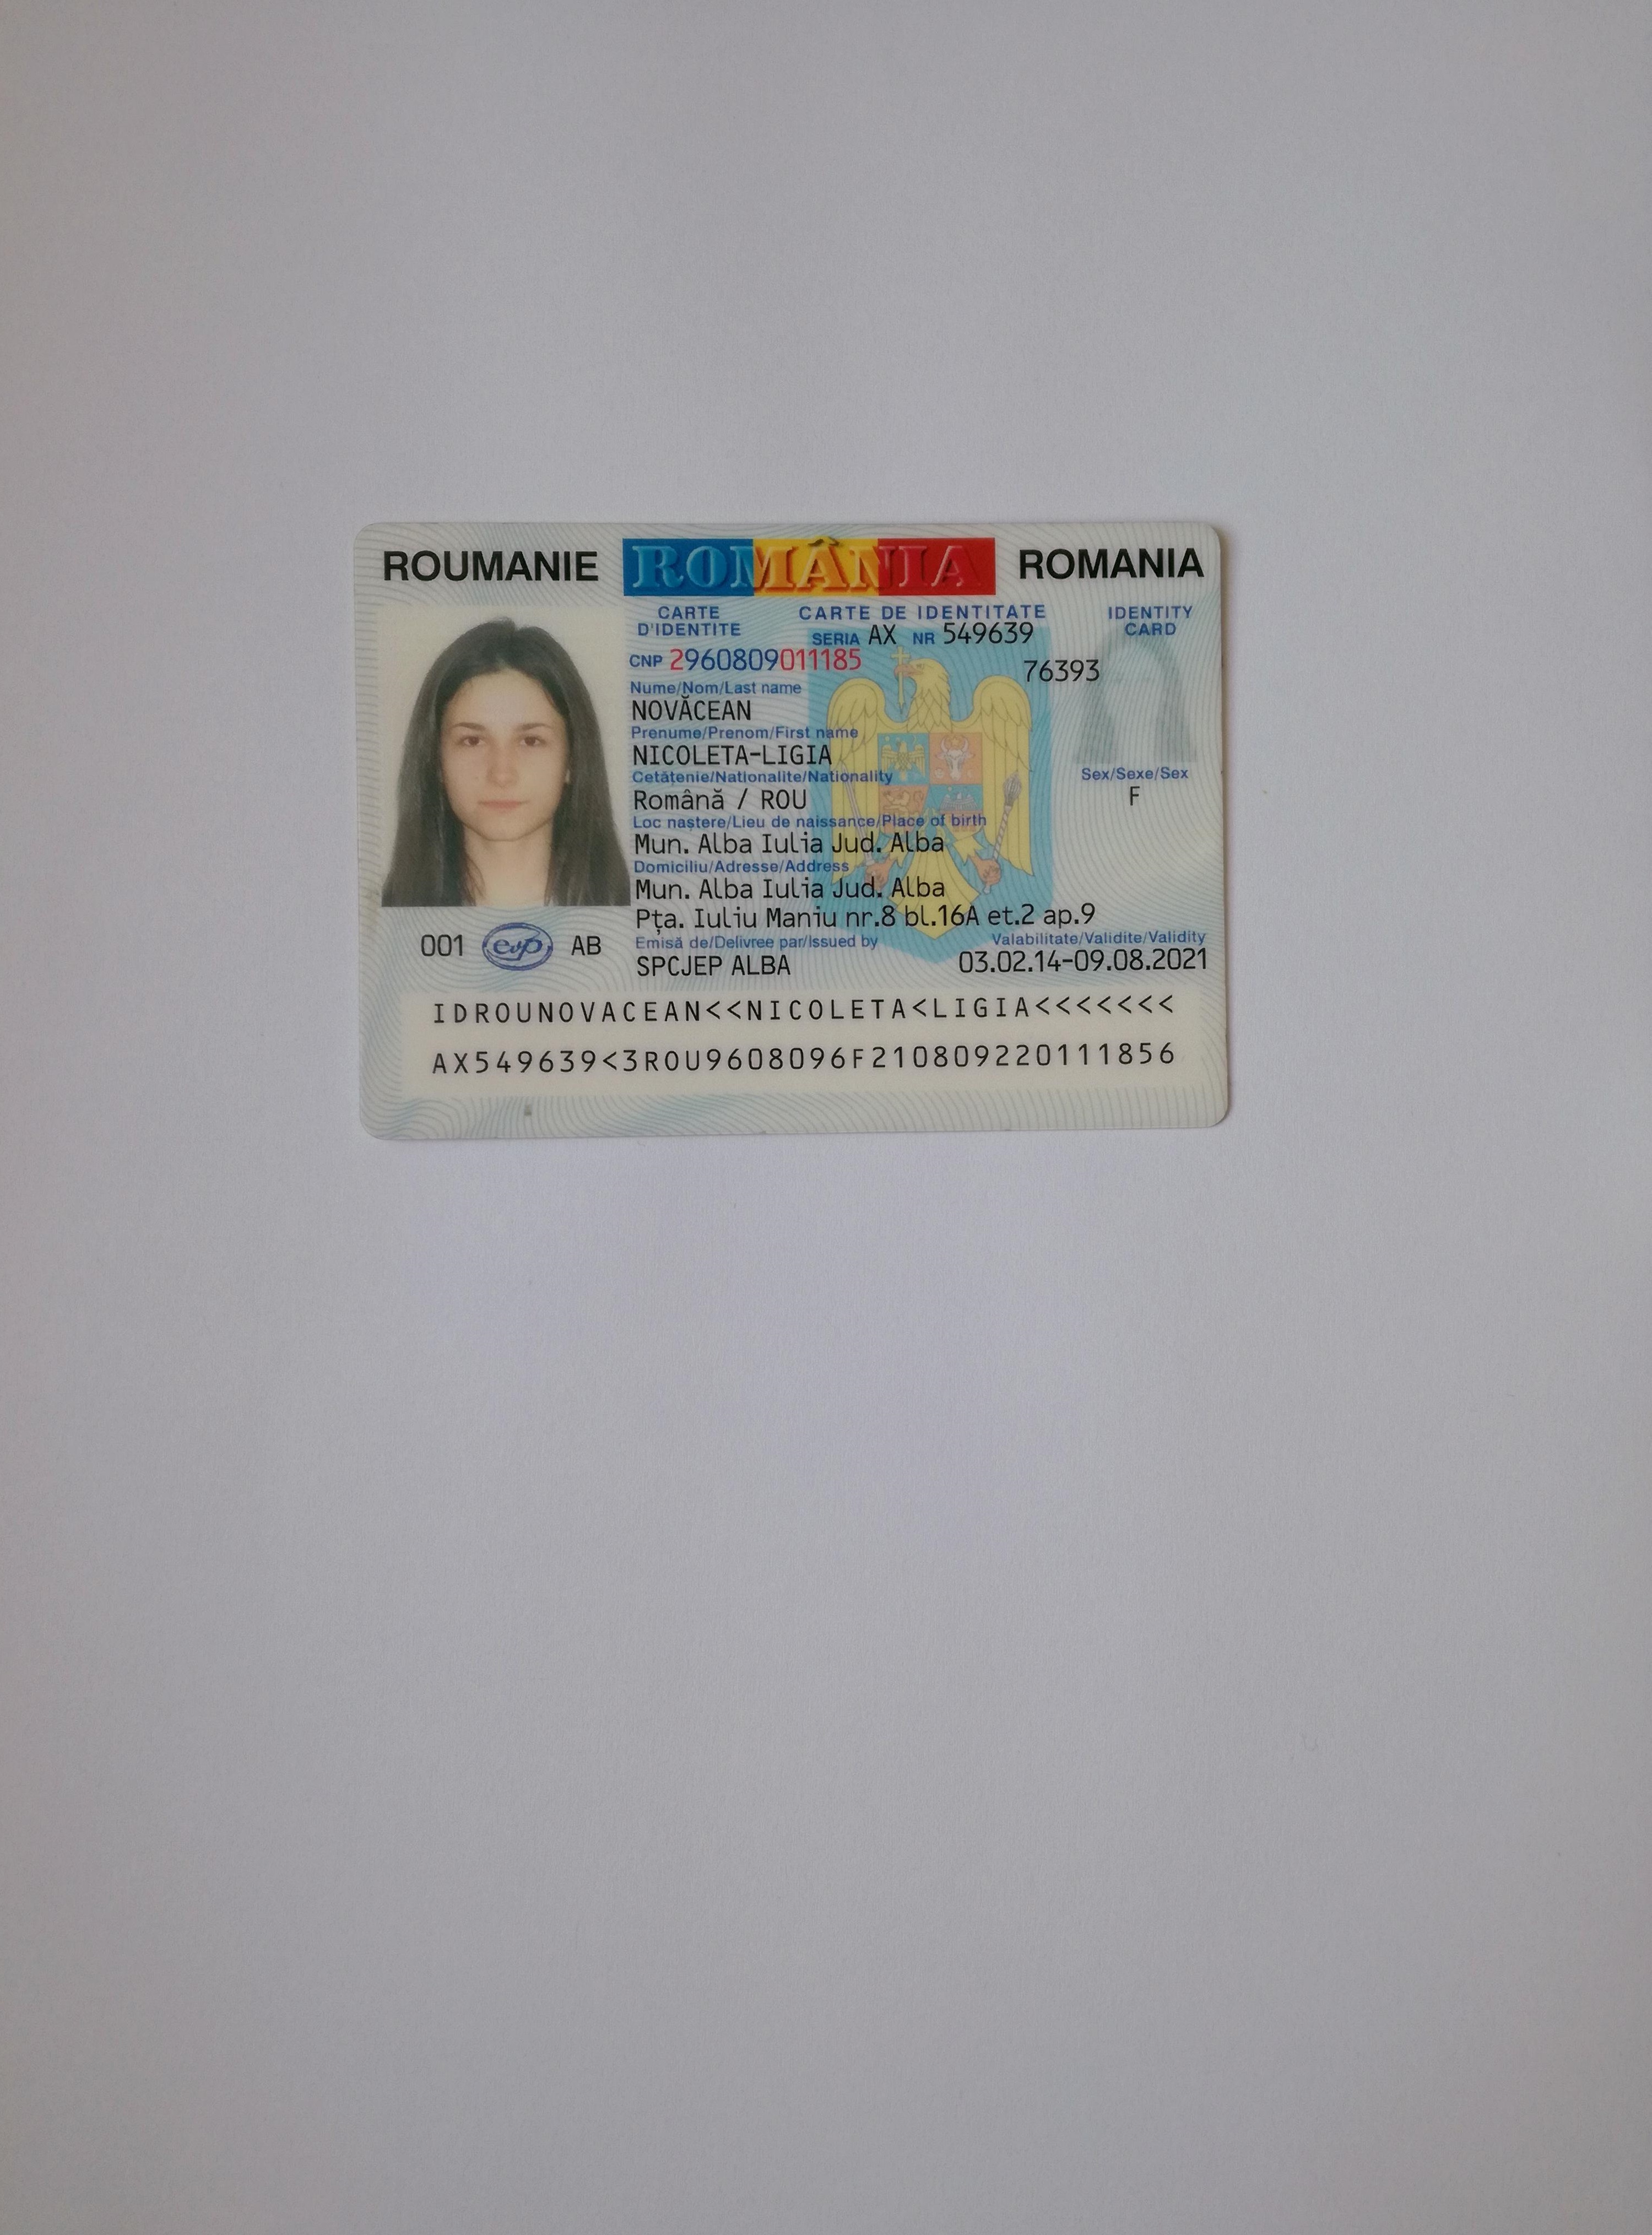 ROUMANIE ROMÂNIA ROMANIA
CARTE D'IDENTITE
CARTE DE IDENTITATE
IDENTITY CARD
SERIA AX NR 549639
CNP 2960809011185
76393
Nume/Nom/Last name
NOVĂCEAN
Prenume/Prenom/First name
NICOLETA-LIGIA
Cetățenie/Nationalite/Nationality
Română / ROU
Sex/Sexe/Sex
F
Loc naștere/Lieu de naissance/Place of birth
Mun. Alba Iulia Jud. Alba
Domiciliu/Adresse/Address
Mun. Alba Iulia Jud. Alba
Pța. Iuliu Maniu nr.8 bl.16A et.2 ap.9
001 evp AB
Emisă de/Delivree par/Issued by
SPCJEP ALBA
Valabilitate/Validite/Validity
03.02.14-09.08.2021
IDROUNOVACEAN<<NICOLETA<LIGIA<<<<<<<
AX549639<3ROU9608096F210809220111856